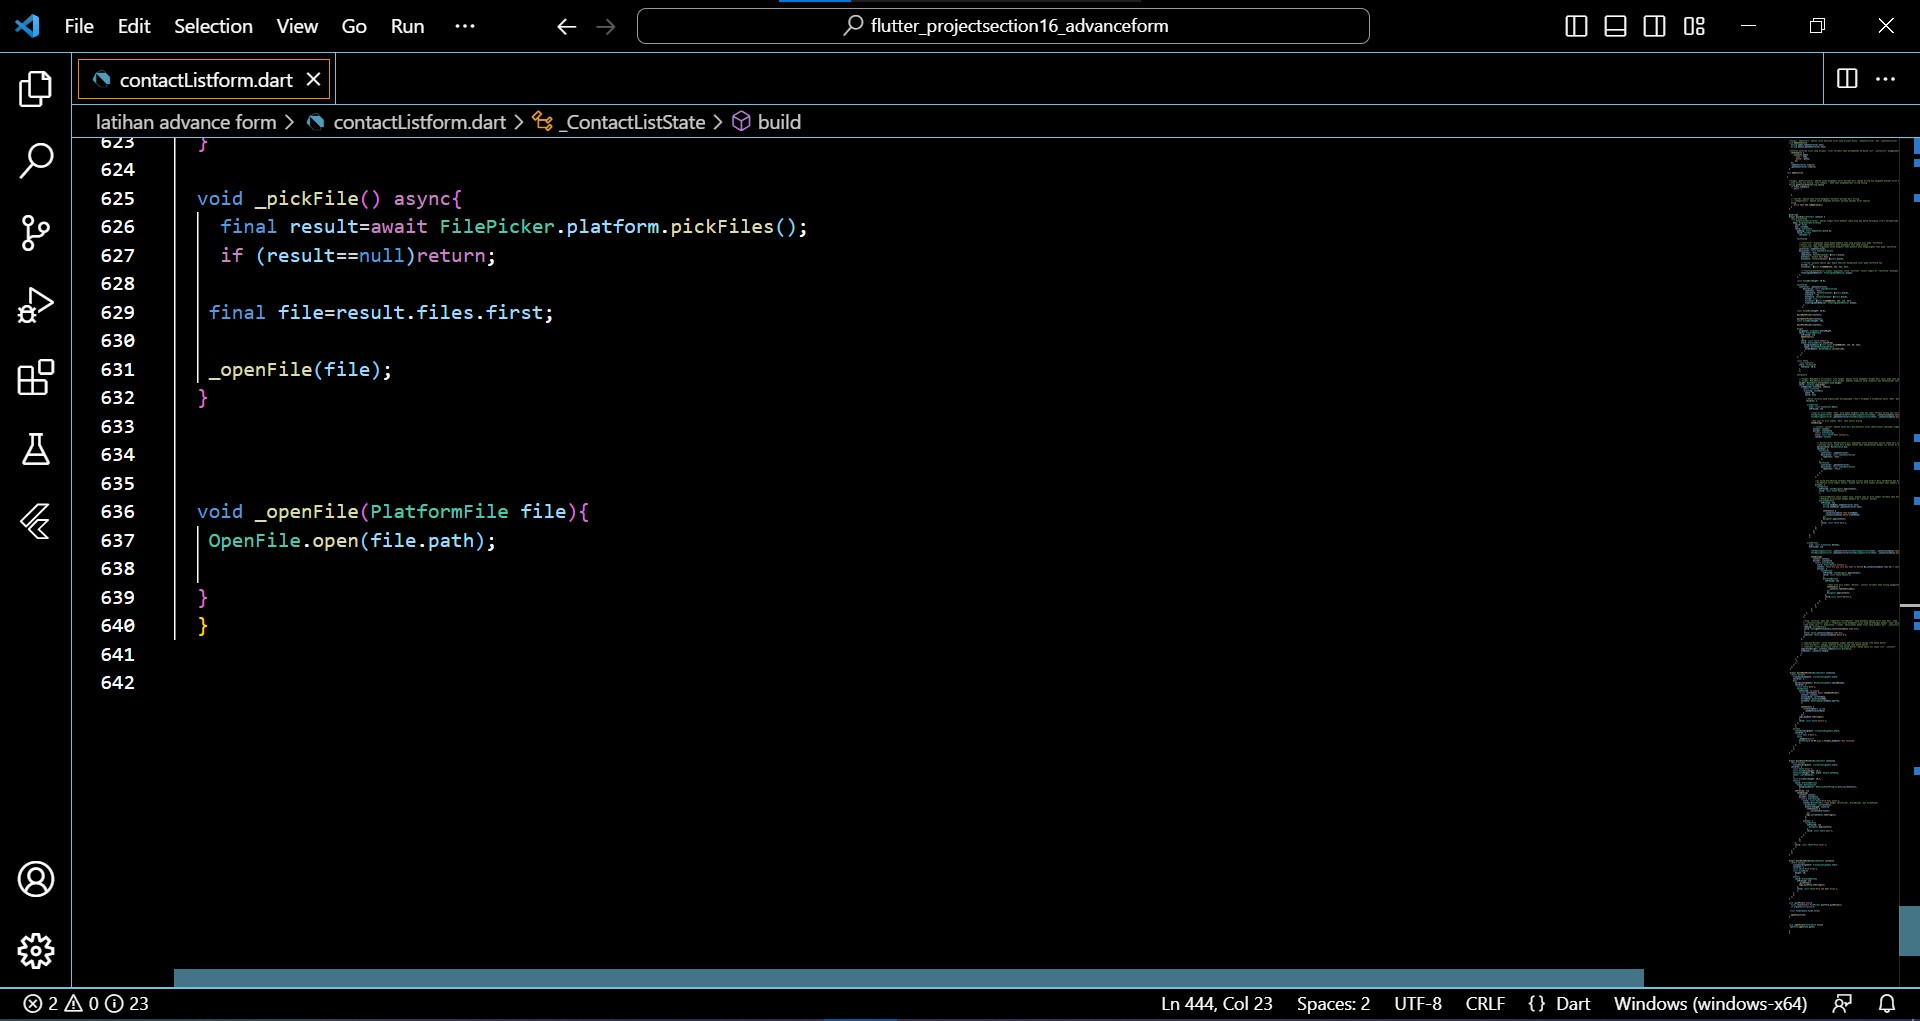 File Edit Selection View Go Run ··· flutter_projectsection16_advanceform
contactListform.dart
latihan advance form > contactListform.dart > _ContactListState > build
623 }
624
625 void _pickFile() async{
626 final result=await FilePicker.platform.pickFiles();
627 if (result==null)return;
628
629 final file=result.files.first;
630
631 _openFile(file);
632 }
633
634
635
636 void _openFile(PlatformFile file){
637 OpenFile.open(file.path);
638
639 }
640 }
641
642
2 0 23 Ln 444, Col 23 Spaces: 2 UTF-8 CRLF {} Dart Windows (windows-x64)